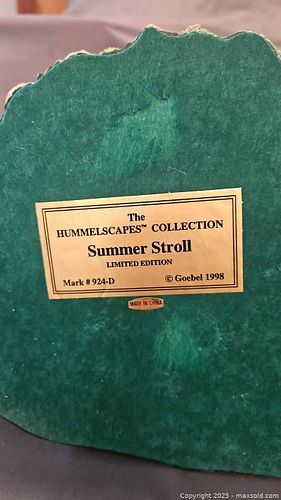 The
HUMMELSCAPES™ COLLECTION
Summer Stroll
LIMITED EDITION
Mark # 924-D © Goebel 1998
MADE IN CHINA
Copyright © 2025 - maxsold.com